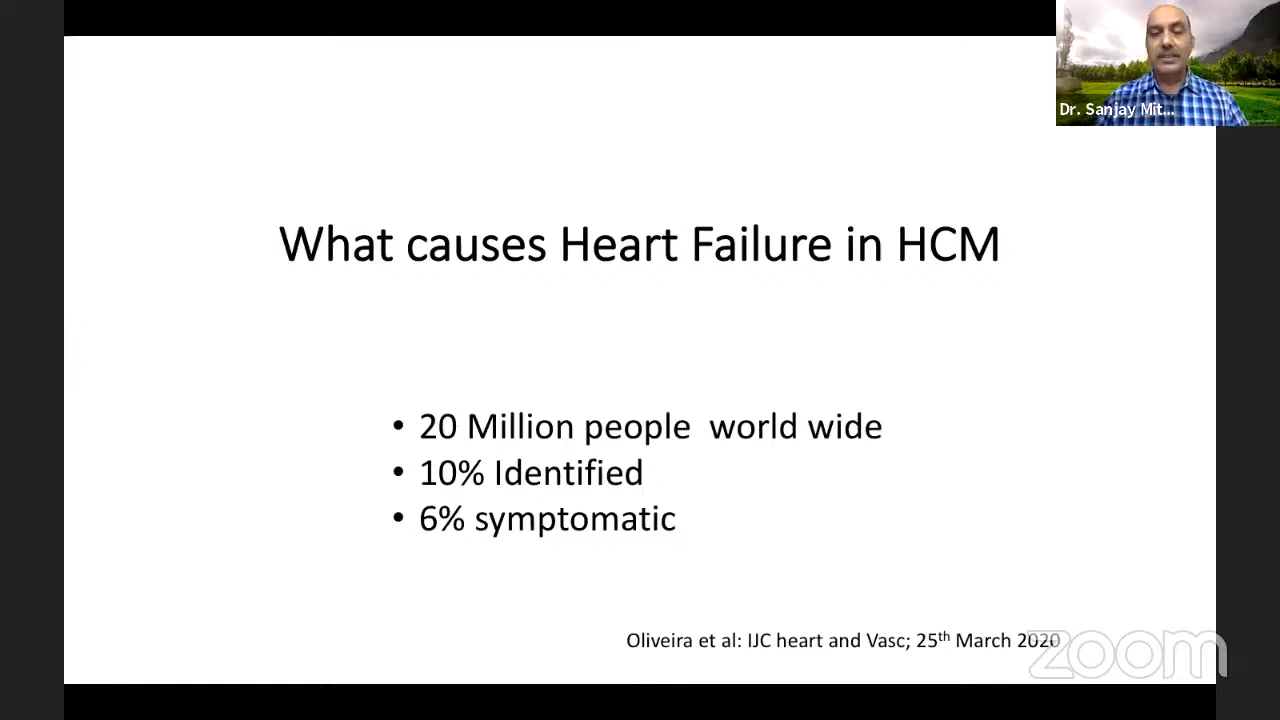 Dr. Sanjay Mit...
What causes Heart Failure in HCM
• 20 Million people world wide
• 10% Identified
• 6% symptomatic
Oliveira et al: IJC heart and Vasc; 25th March 2020
zoom